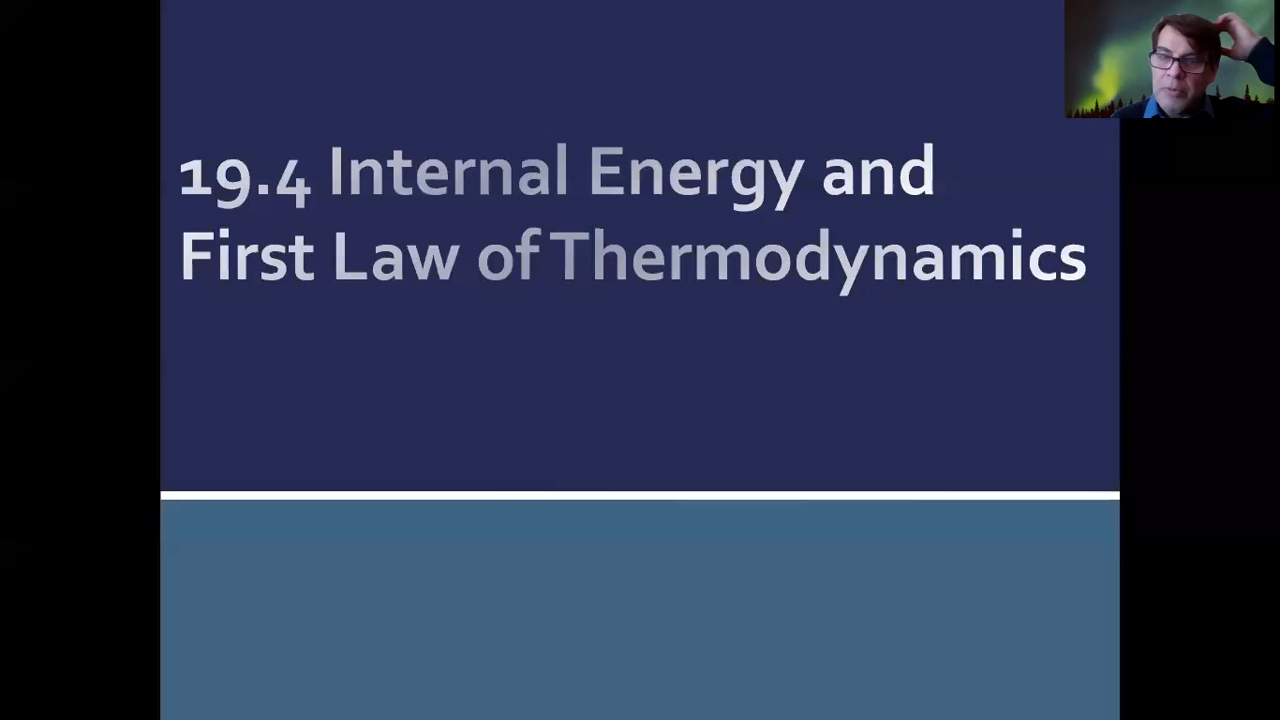 19.4 Internal Energy and
First Law of Thermodynamics